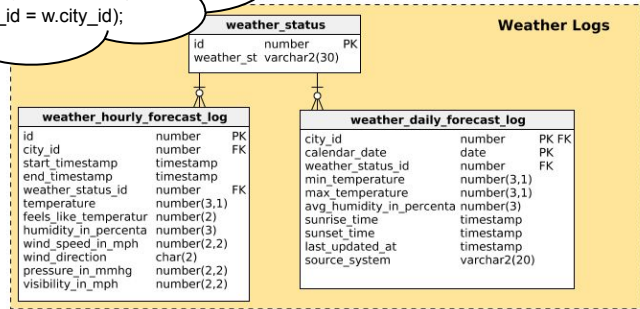 _id = w.city_id);
Weather Logs
weather_status
id number PK
weather_st varchar2(30)
weather_hourly_forecast_log
id number PK
city_id number FK
start_timestamp timestamp
end_timestamp timestamp
weather_status_id number FK
temperature number(3,1)
feels_like_temperatur number(2)
humidity_in_percenta number(3)
wind_speed_in_mph number(2,2)
wind_direction char(2)
pressure_in_mmhg number(2,2)
visibility_in_mph number(2,2)
weather_daily_forecast_log
city_id number PK FK
calendar_date date PK
weather_status_id number FK
min_temperature number(3,1)
max_temperature number(3,1)
avg_humidity_in_percenta number(3)
sunrise_time timestamp
sunset_time timestamp
last_updated_at timestamp
source_system varchar2(20)